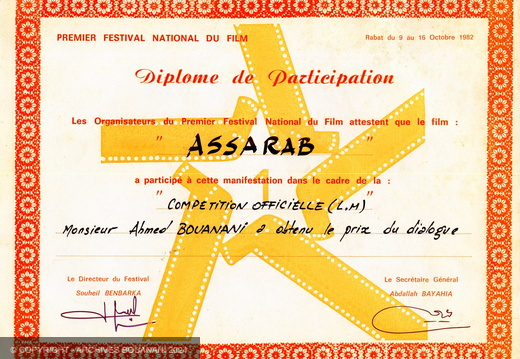 PREMIER FESTIVAL NATIONAL DU FILM
Rabat du 9 au 16 Octobre 1982
Diplome de Participation
Les Organisateurs du Premier Festival National du Film attestent que le film :
" ASSARAB "
a participé à cette manifestation dans le cadre de la :
" COMPETITION OFFICIELLE (L.M) "
Monsieur Ahmed BOUANANI a obtenu le prix du dialogue
Le Directeur du Festival
Souheil BENBARKA
Le Secrétaire Général
Abdallah BAYAHIA
© COPYRIGHT - ARCHIVES BOUANANI 2021